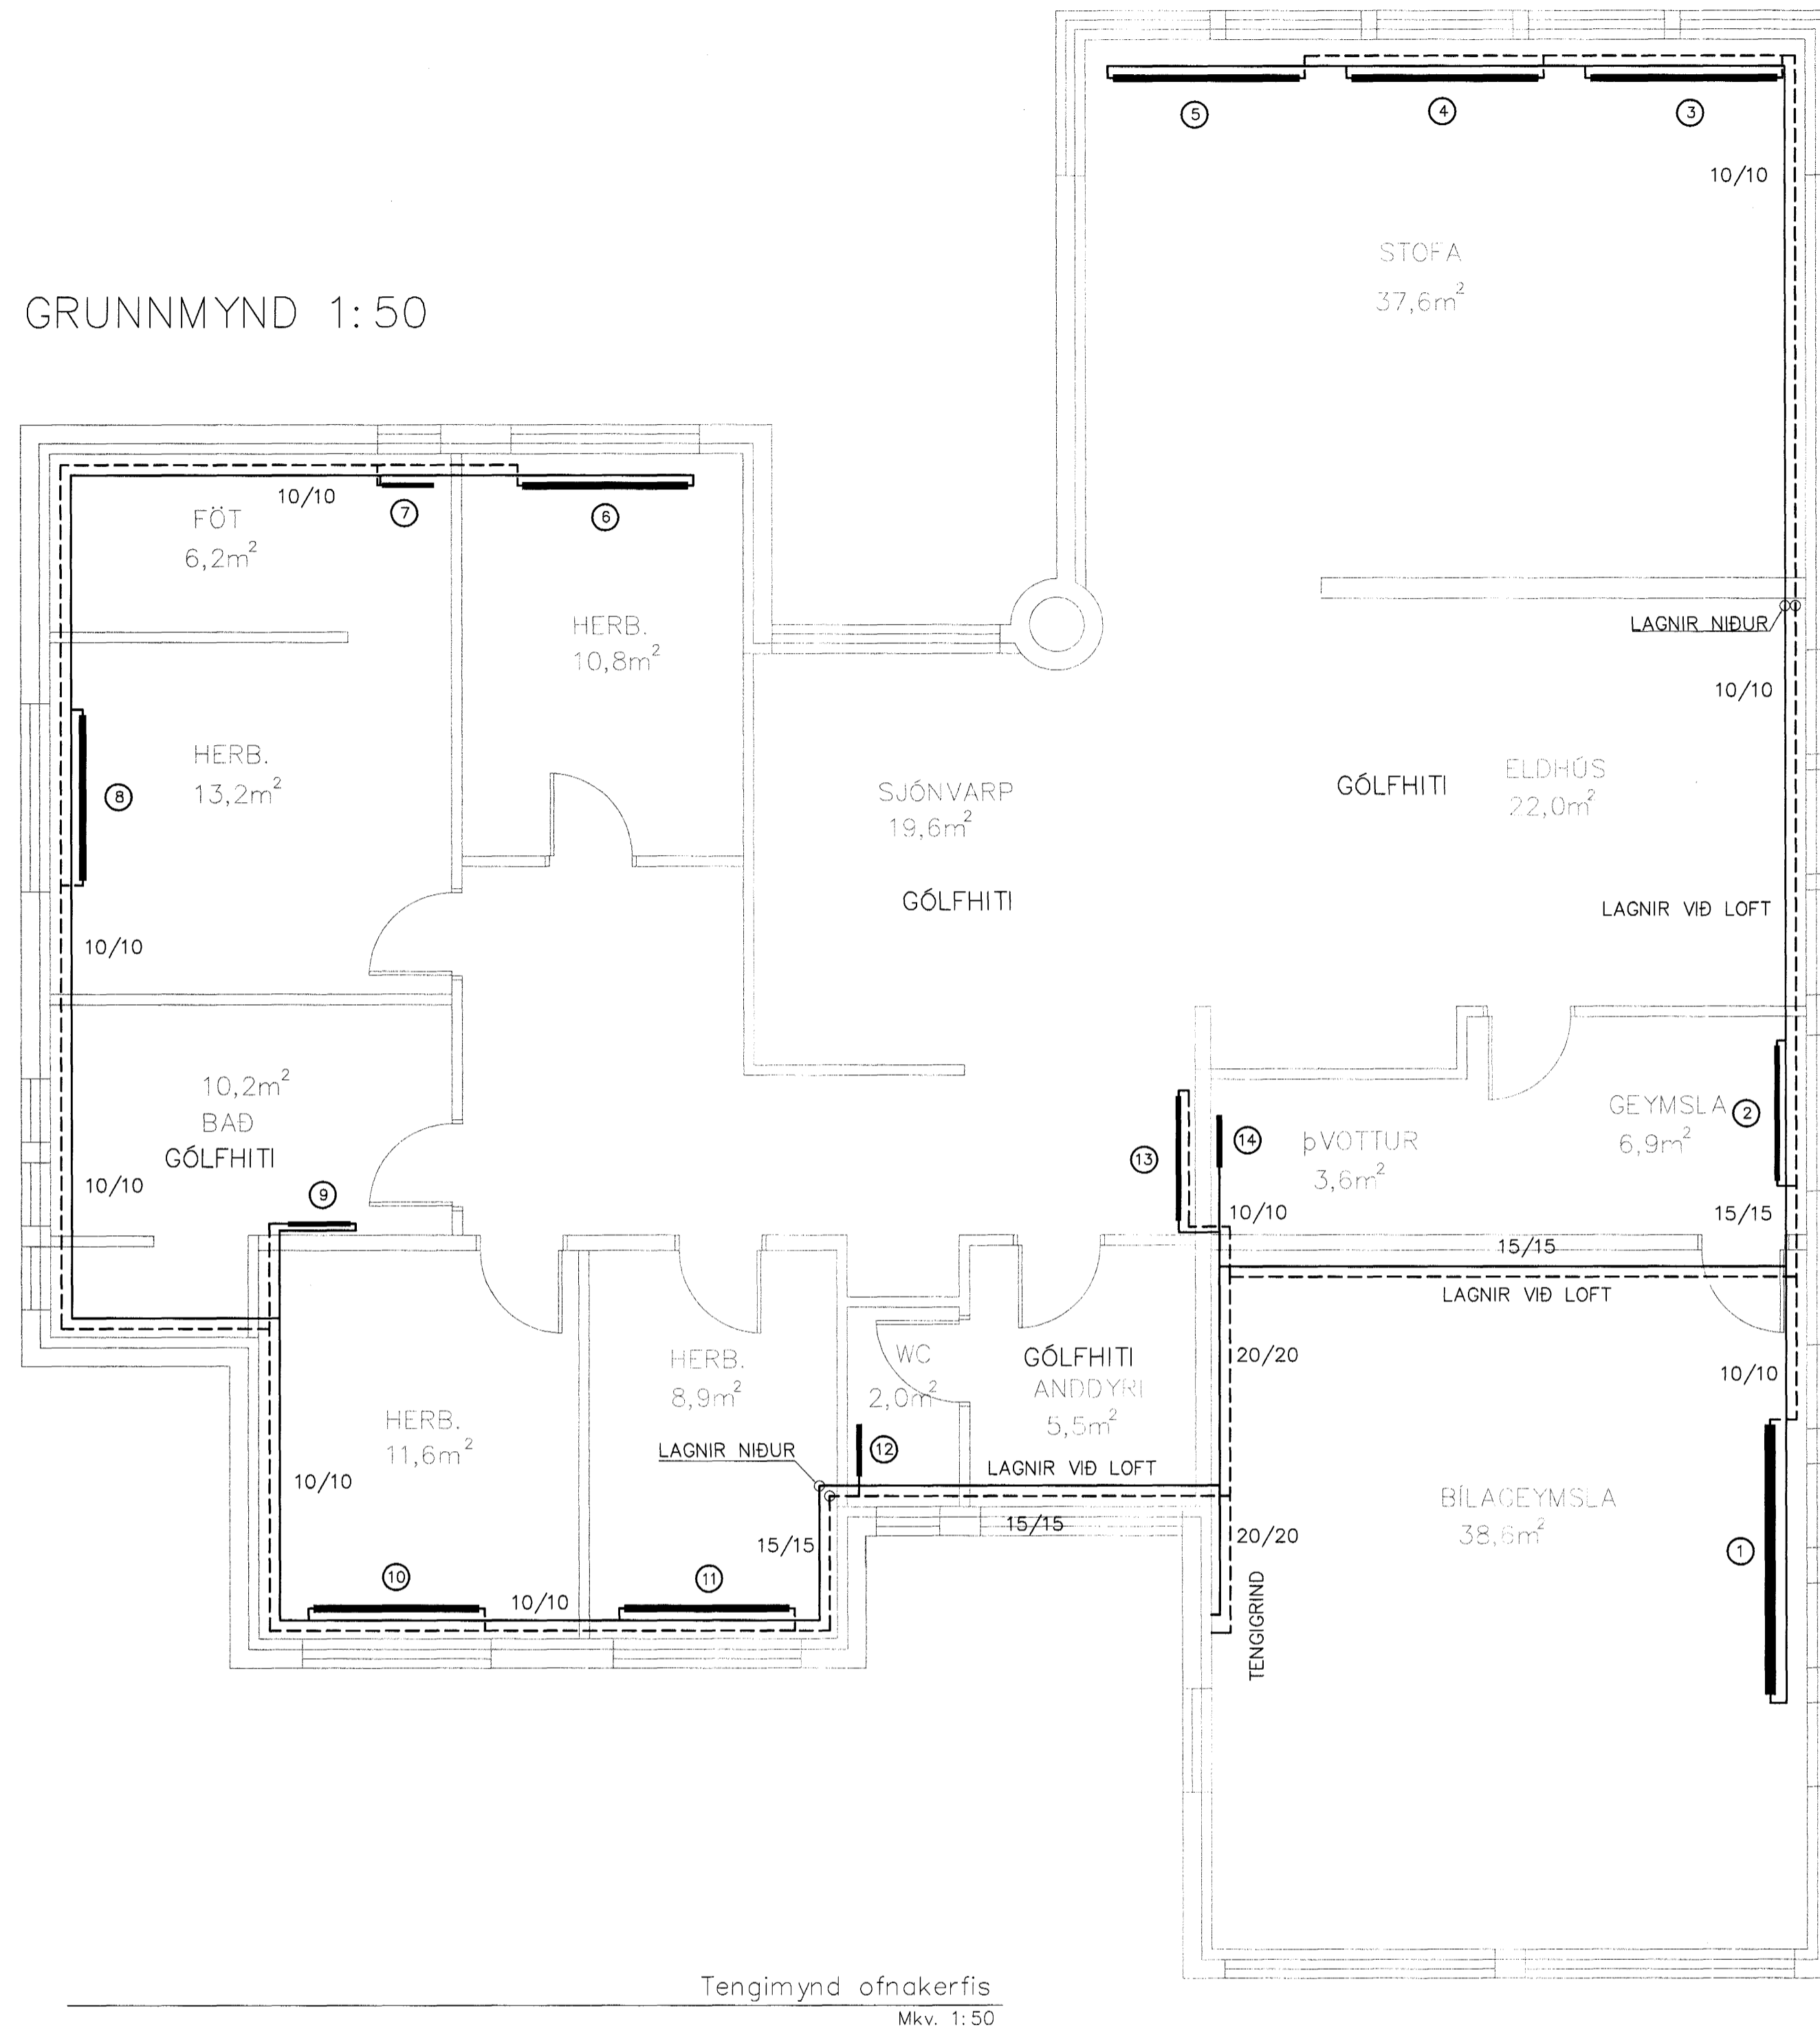 5
4
3
10/10
STOFA
37,6m²
GRUNNMYND 1:50
10/10
7
6
FÖT
6,2m²
HERB.
10,8m²
LAGNIR NIÐUR
10/10
HERB.
13,2m²
8
SJÓNVARP
19,6m²
GÓLFHITI
GÓLFHITI
ELDHÚS
22,0m²
LAGNIR VIÐ LOFT
10/10
10,2m²
BAÐ
GÓLFHITI
10/10
9
13
14
ÞVOTTUR
3,6m²
GEYMSLA
6,9m²
2
10/10
15/15
15/15
LAGNIR VIÐ LOFT
HERB.
8,9m²
WC
2,0m²
GÓLFHITI
ANDDYRI
5,5m²
20/20
10/10
HERB.
11,6m²
LAGNIR NIÐUR
12
LAGNIR VIÐ LOFT
10/10
15/15
15/15
20/20
BÍLAGEYMSLA
38,6m²
1
10
10/10
11
TENGIGRIND
Tengimynd ofnakerfis
Mkv. 1:50